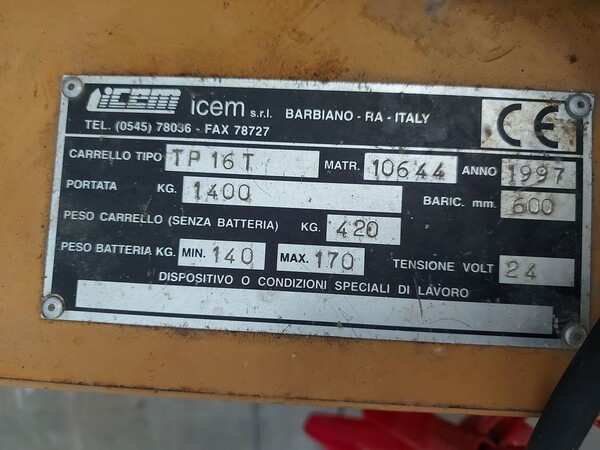 icem icem s.r.l. BARBIANO - RA - ITALY
TEL. (0545) 78036 - FAX 78727
CE
CARRELLO TIPO TP 16 T MATR. 10644 ANNO 1997
PORTATA KG. 1400 BARIC. mm. 600
PESO CARRELLO (SENZA BATTERIA) KG. 420
PESO BATTERIA KG. MIN. 140 MAX. 170 TENSIONE VOLT 24
DISPOSITIVO O CONDIZIONI SPECIALI DI LAVORO